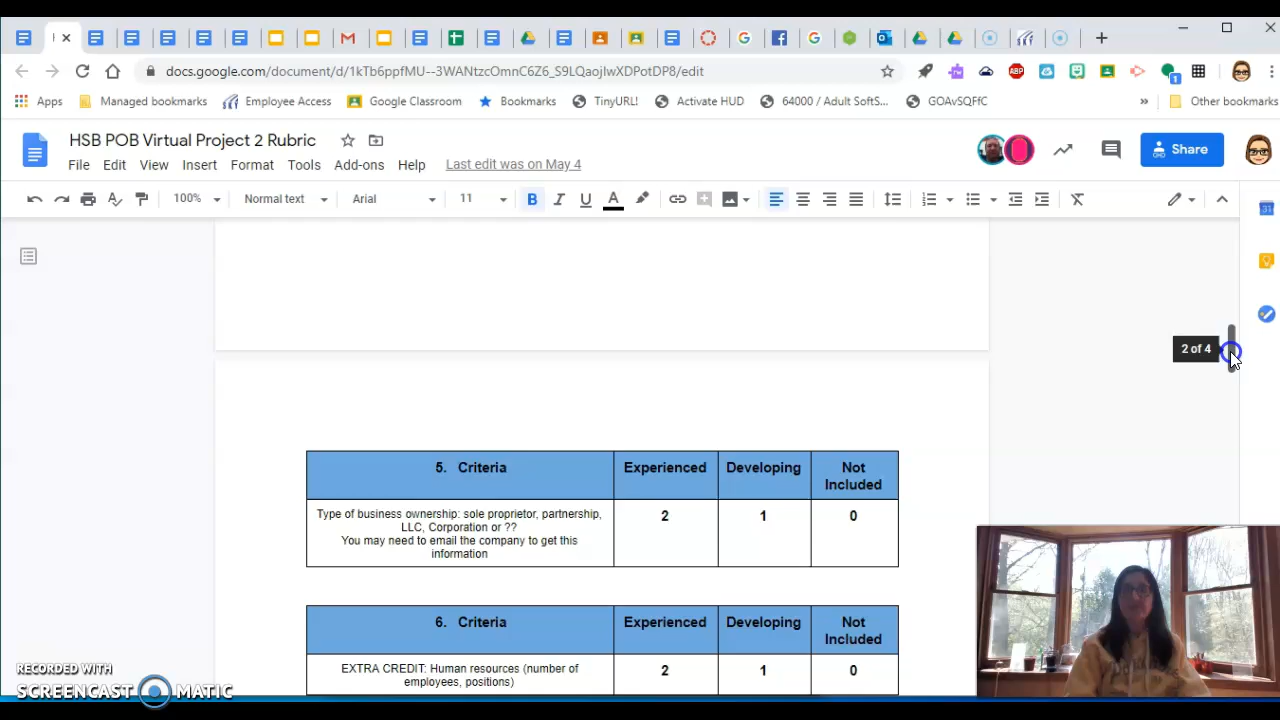 docs.google.com/document/d/1kTb6ppfMU--3WANtzcOmnC6Z6_S9LQaojlwXDPotDP8/edit
ABP
1
Apps
Managed bookmarks
Employee Access
Google Classroom
Bookmarks
TinyURL!
Activate HUD
64000 / Adult SoftS...
GOAvSQFfC
»
Other bookmarks
HSB POB Virtual Project 2 Rubric
File Edit View Insert Format Tools Add-ons Help Last edit was on May 4
Share
100% Normal text Arial 11 B I U A
31
2 of 4
5. Criteria Experienced Developing Not Included
Type of business ownership: sole proprietor, partnership, 2 1 0
LLC, Corporation or ??
You may need to email the company to get this
information
6. Criteria Experienced Developing Not Included
EXTRA CREDIT: Human resources (number of 2 1 0
employees, positions)
RECORDED WITH
SCREENCAST MATIC